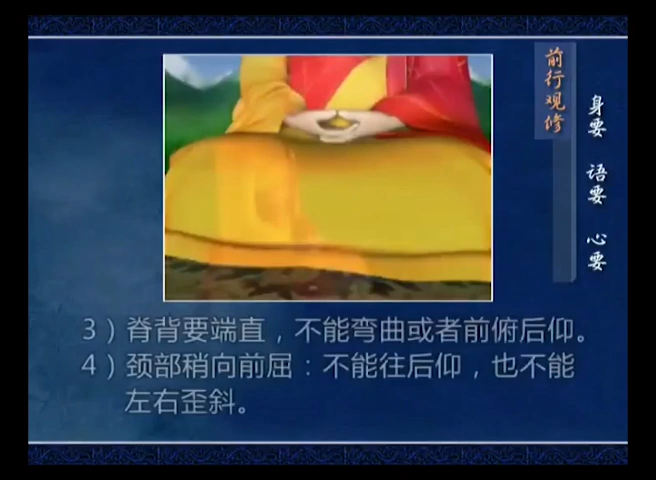 前行观修
身要 语要 心要
3）脊背要端直，不能弯曲或者前俯后仰。
4）颈部稍向前屈：不能往后仰，也不能
左右歪斜。